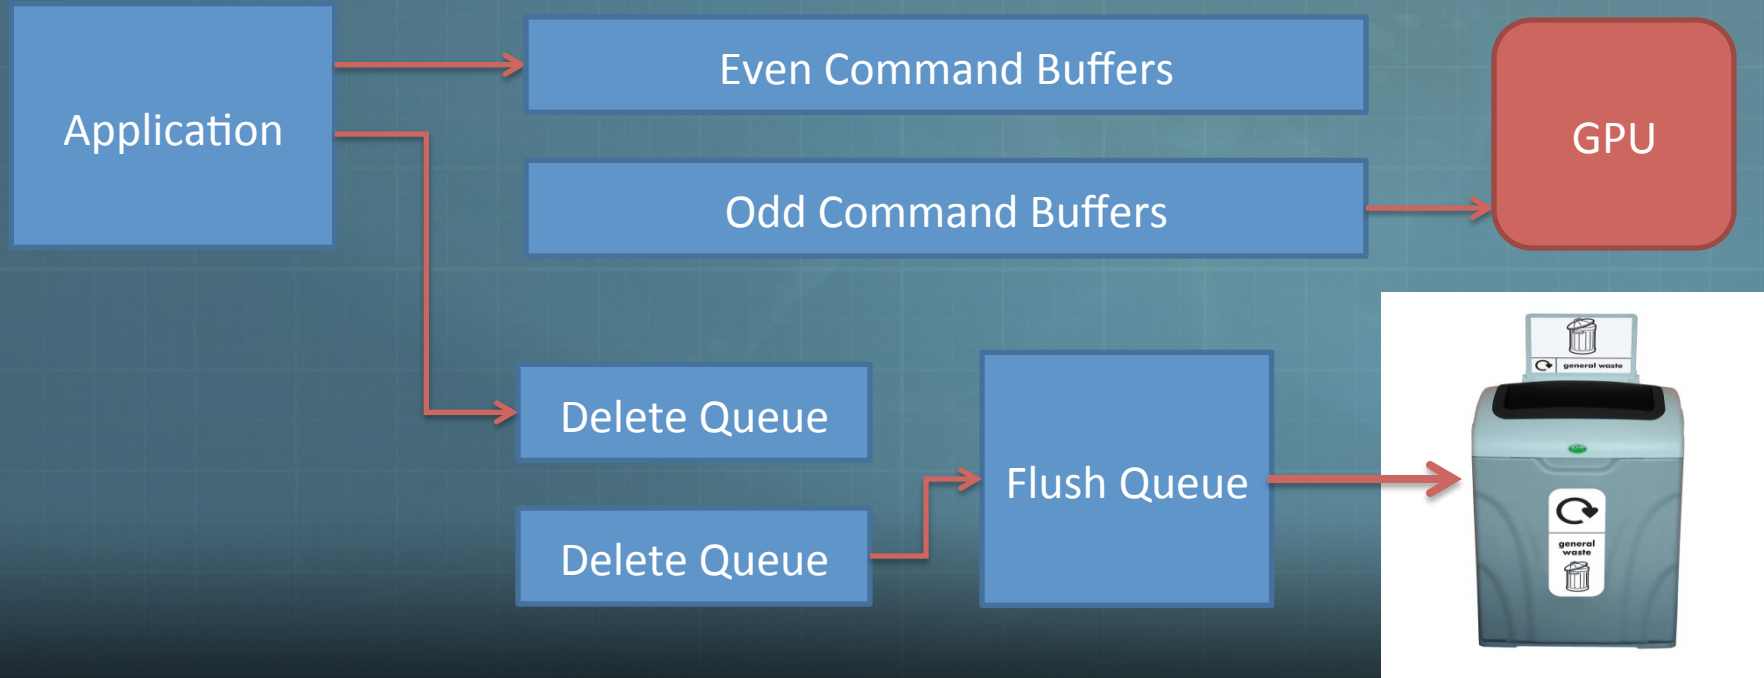 Application
Even Command Buffers
Odd Command Buffers
GPU
Delete Queue
Delete Queue
Flush Queue
general waste
general
waste